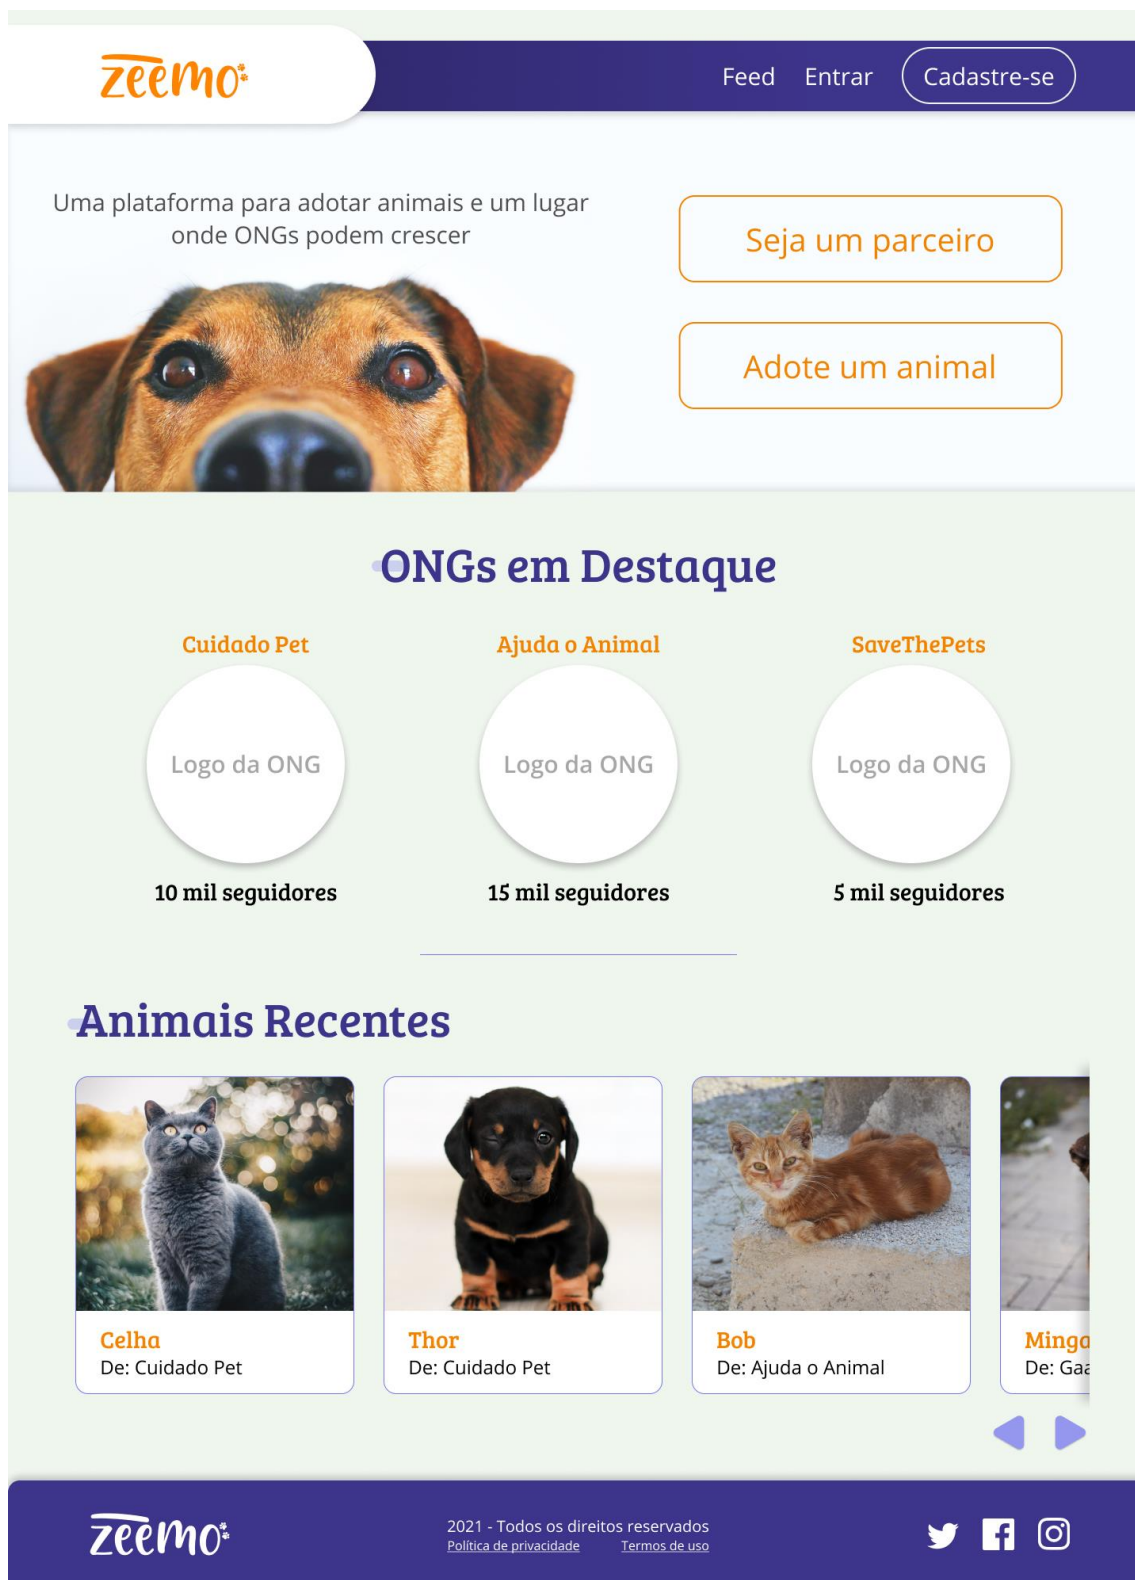 zeemo
Feed Entrar Cadastre-se
Uma plataforma para adotar animais e um lugar
onde ONGs podem crescer
Seja um parceiro
Adote um animal
ONGs em Destaque
Cuidado Pet
Logo da ONG
10 mil seguidores
Ajuda o Animal
Logo da ONG
15 mil seguidores
SaveThePets
Logo da ONG
5 mil seguidores
Animais Recentes
Celha
De: Cuidado Pet
Thor
De: Cuidado Pet
Bob
De: Ajuda o Animal
De:
zeemo
2021 - Todos os direitos reservados
Política de privacidade Termos de uso